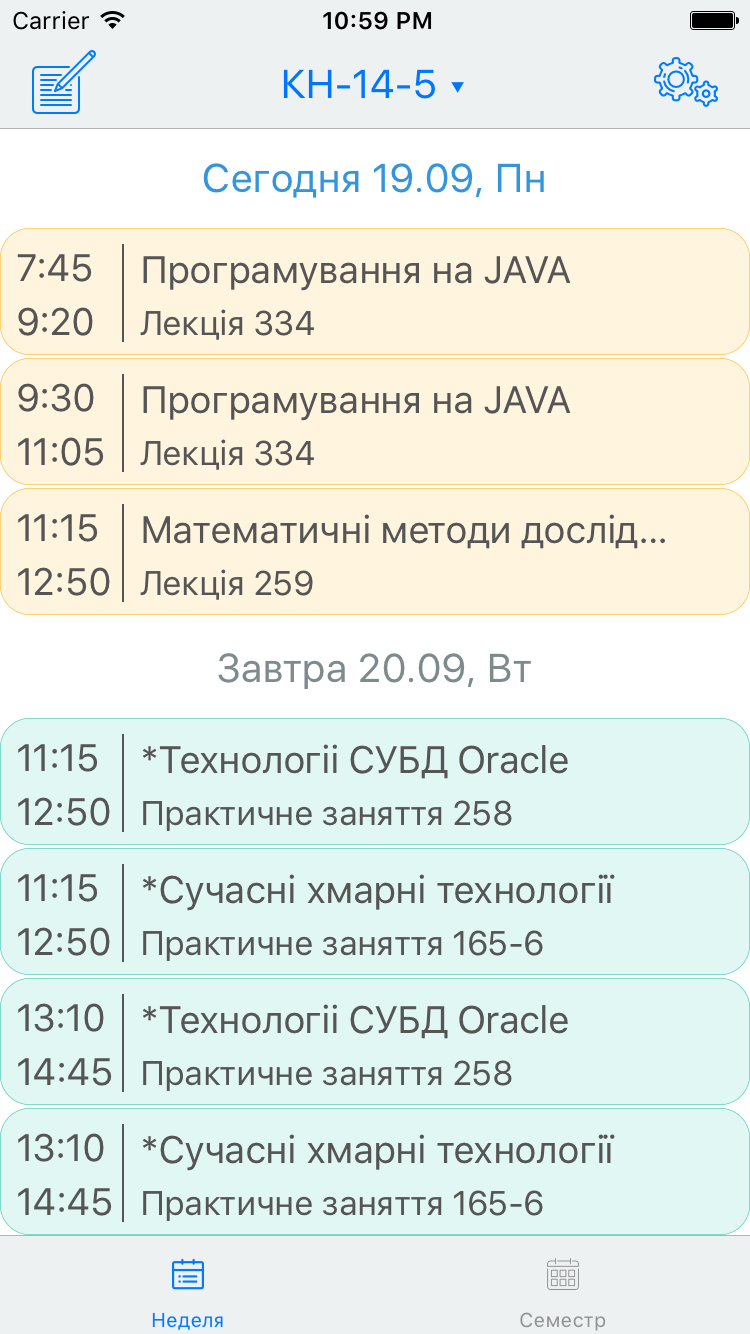 Carrier 10:59 PM
КН-14-5 ▾
Сегодня 19.09, Пн
7:45 Програмування на JAVA
9:20 Лекція 334
9:30 Програмування на JAVA
11:05 Лекція 334
11:15 Математичні методи дослід...
12:50 Лекція 259
Завтра 20.09, Вт
11:15 *Технологіі СУБД Oracle
12:50 Практичне заняття 258
11:15 *Сучасні хмарні технології
12:50 Практичне заняття 165-6
13:10 *Технологіі СУБД Oracle
14:45 Практичне заняття 258
13:10 *Сучасні хмарні технології
14:45 Практичне заняття 165-6
Неделя Семестр